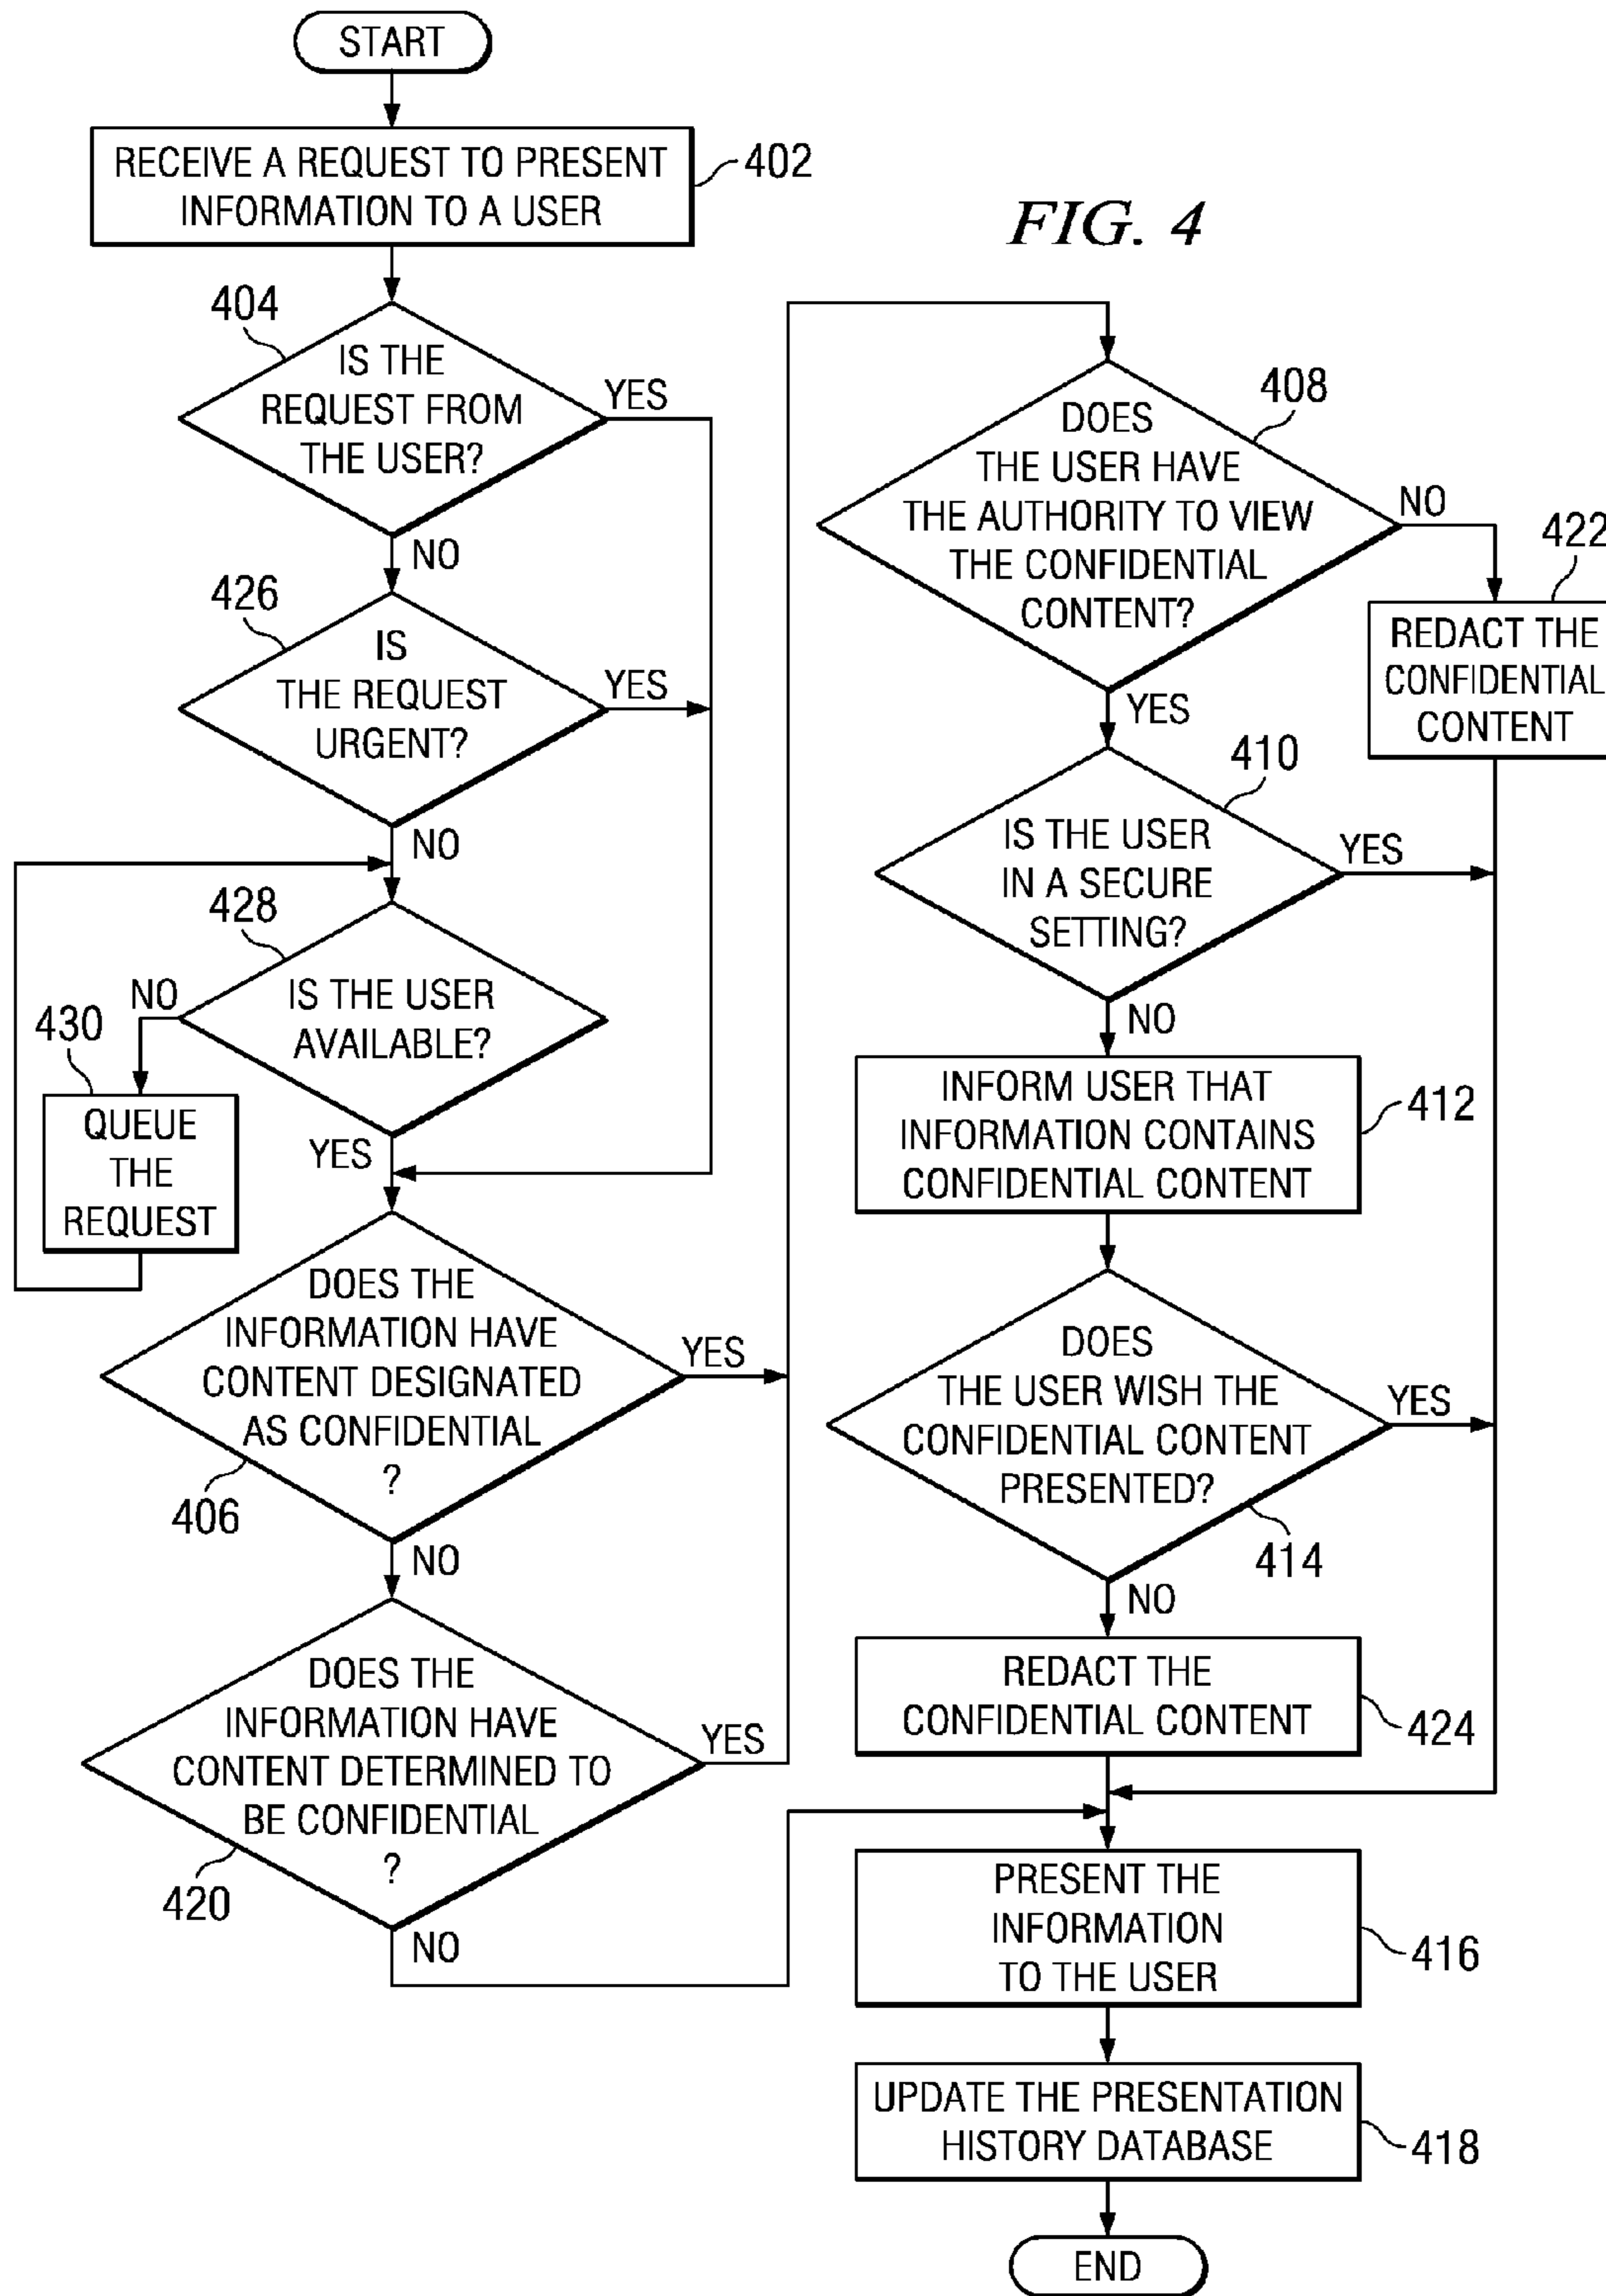 START
RECEIVE A REQUEST TO PRESENT
INFORMATION TO A USER
402
FIG. 4
404
IS THE
REQUEST FROM
THE USER?
YES
NO
426
IS
THE REQUEST
URGENT?
YES
NO
428
IS THE USER
AVAILABLE?
NO
YES
430
QUEUE
THE
REQUEST
DOES THE
INFORMATION HAVE
CONTENT DESIGNATED
AS CONFIDENTIAL
?
YES
406
NO
DOES THE
INFORMATION HAVE
CONTENT DETERMINED TO
BE CONFIDENTIAL
?
YES
420
NO
408
DOES
THE USER HAVE
THE AUTHORITY TO VIEW
THE CONFIDENTIAL
CONTENT?
NO
YES
422
REDACT THE
CONFIDENTIAL
CONTENT
410
IS THE USER
IN A SECURE
SETTING?
YES
NO
INFORM USER THAT
INFORMATION CONTAINS
CONFIDENTIAL CONTENT
412
DOES
THE USER WISH THE
CONFIDENTIAL CONTENT
PRESENTED?
YES
414
NO
REDACT THE
CONFIDENTIAL CONTENT
424
PRESENT THE
INFORMATION
TO THE USER
416
UPDATE THE PRESENTATION
HISTORY DATABASE
418
END